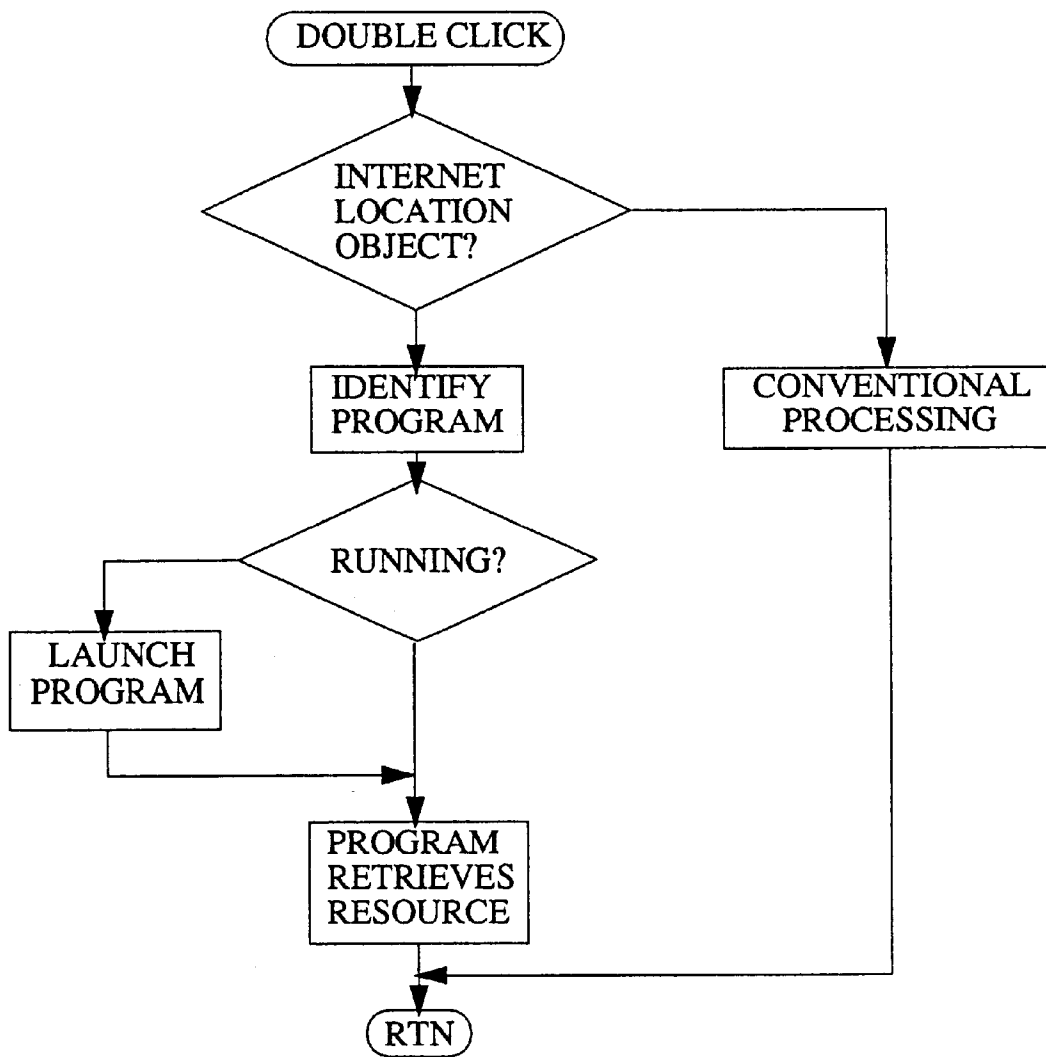 DOUBLE CLICK
INTERNET
LOCATION
OBJECT?
IDENTIFY
PROGRAM
CONVENTIONAL
PROCESSING
RUNNING?
LAUNCH
PROGRAM
PROGRAM
RETRIEVES
RESOURCE
RTN